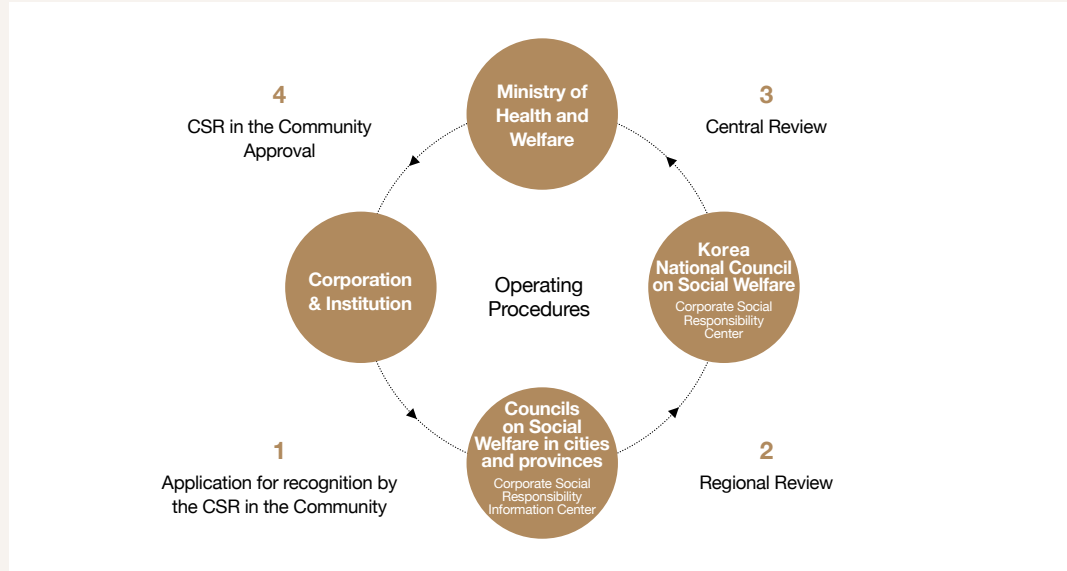 4
CSR in the Community
Approval
Ministry of
Health and
Welfare
3
Central Review
Corporation
& Institution
Operating
Procedures
Korea
National Council
on Social Welfare
Corporate Social
Responsibility
Center
1
Application for recognition by
the CSR in the Community
Councils
on Social
Welfare in cities
and provinces
Corporate Social
Responsibility
Information Center
2
Regional Review